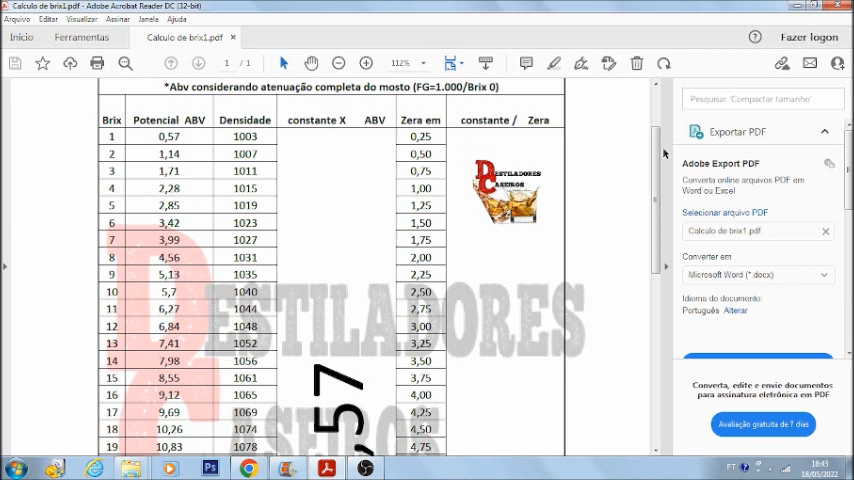 Calculo de brix1.pdf - Adobe Acrobat Reader DC (32-bit)
Arquivo Editar Visualizar Assinar Janela Ajuda
Início Ferramentas Calculo de brix1.pdf × Fazer logon
1 / 1 112%
*Abv considerando atenuação completa do mosto (FG=1.000/Brix 0)
Brix Potencial ABV Densidade constante X ABV Zera em constante / Zera
1 0,57 1003 0,25
2 1,14 1007 0,50
3 1,71 1011 0,75
4 2,28 1015 1,00
5 2,85 1019 1,25
6 3,42 1023 1,50
7 3,99 1027 1,75
8 4,56 1031 2,00
9 5,13 1035 2,25
10 5,7 1040 2,50
11 6,27 1044 2,75
12 6,84 1048 3,00
13 7,41 1052 3,25
14 7,98 1056 3,50
15 8,55 1061 3,75
16 9,12 1065 4,00
17 9,69 1069 4,25
18 10,26 1074 4,50
19 10,83 1078 4,75
,57
DESTILADORES
CASEIROS
DESTILADORES
CASEIROS
Pesquisar 'Compactar tamanho'
Exportar PDF
Adobe Export PDF
Converta online arquivos PDF em
Word ou Excel
Selecionar arquivo PDF
Calculo de brix1.pdf
Converter em
Microsoft Word (*.docx)
Idioma do documento:
Português Alterar
Converta, edite e envie documentos
para assinatura eletrônica em PDF
Avaliação gratuita de 7 dias
Ps PT 18:43
18/05/2022